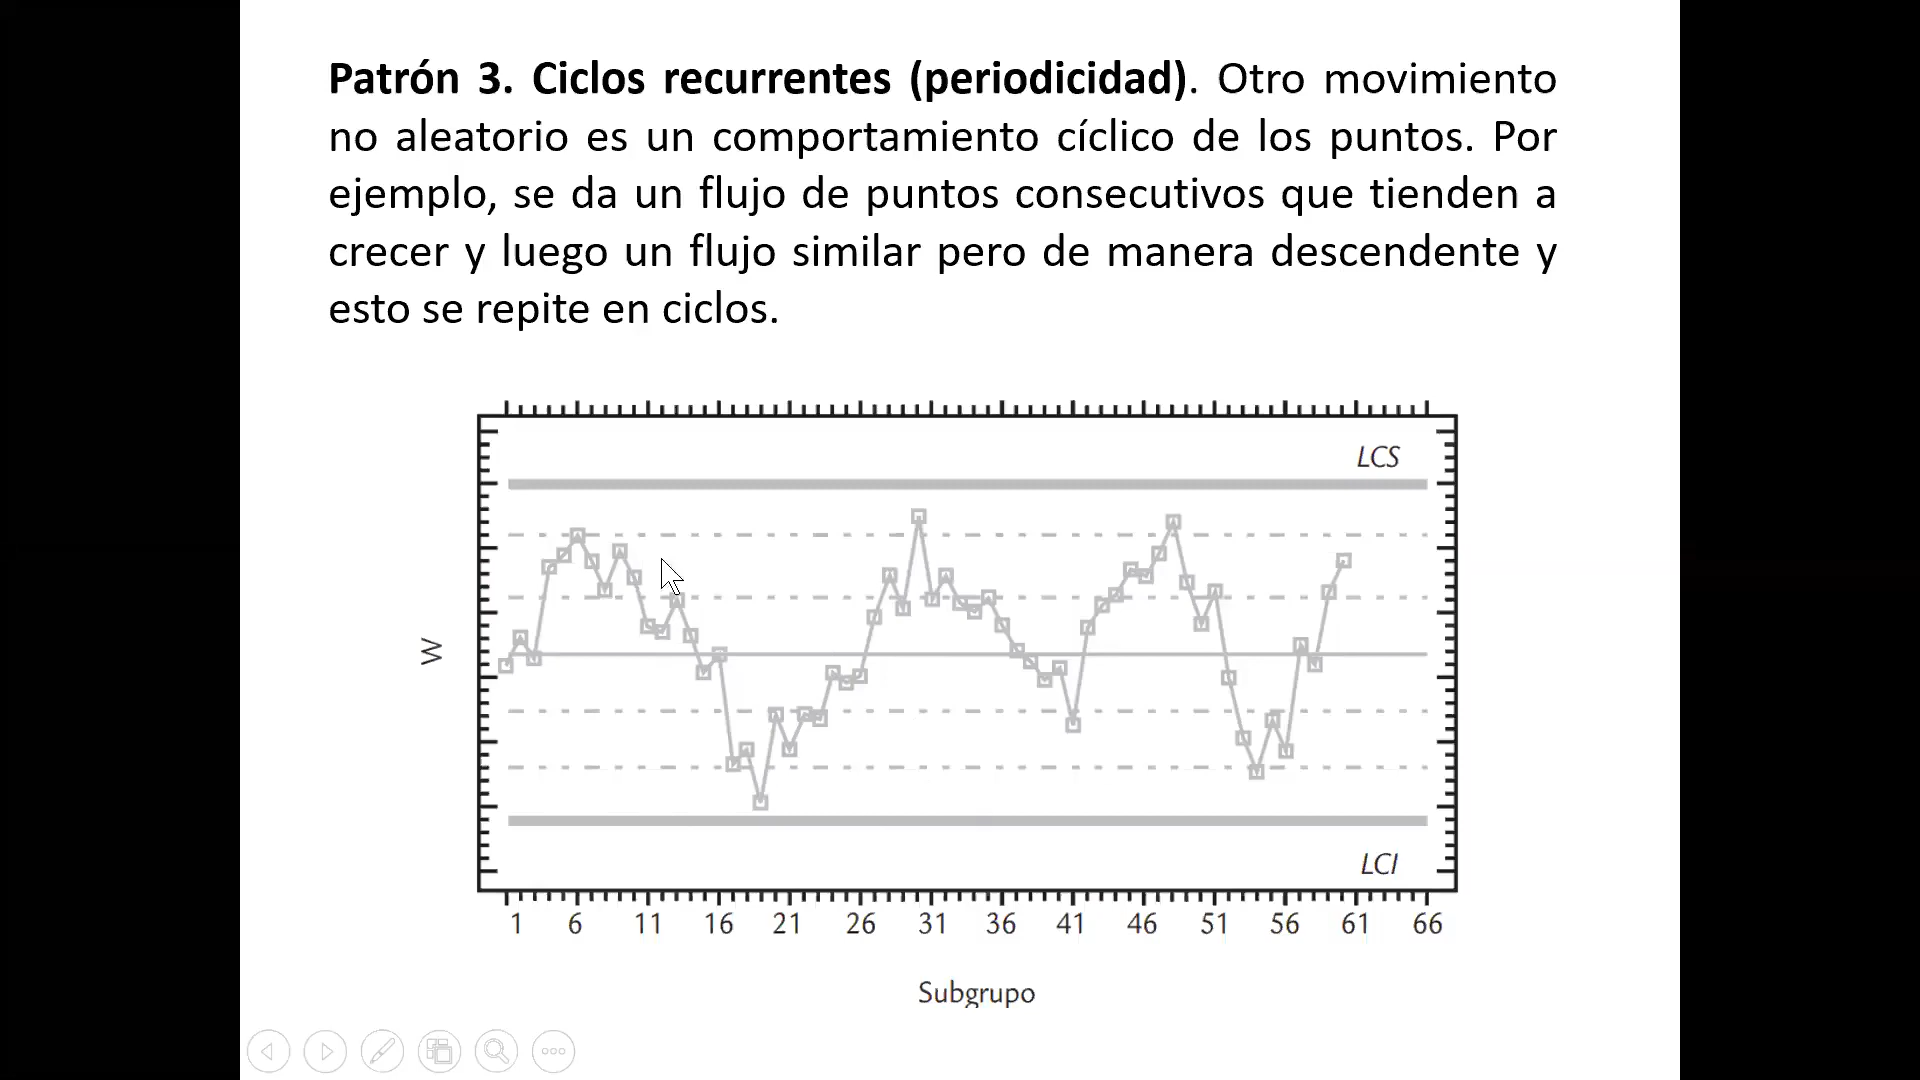 Patrón 3. Ciclos recurrentes (periodicidad). Otro movimiento
no aleatorio es un comportamiento cíclico de los puntos. Por
ejemplo, se da un flujo de puntos consecutivos que tienden a
crecer y luego un flujo similar pero de manera descendente y
esto se repite en ciclos.
LCS
W
LCI
1 6 11 16 21 26 31 36 41 46 51 56 61 66
Subgrupo